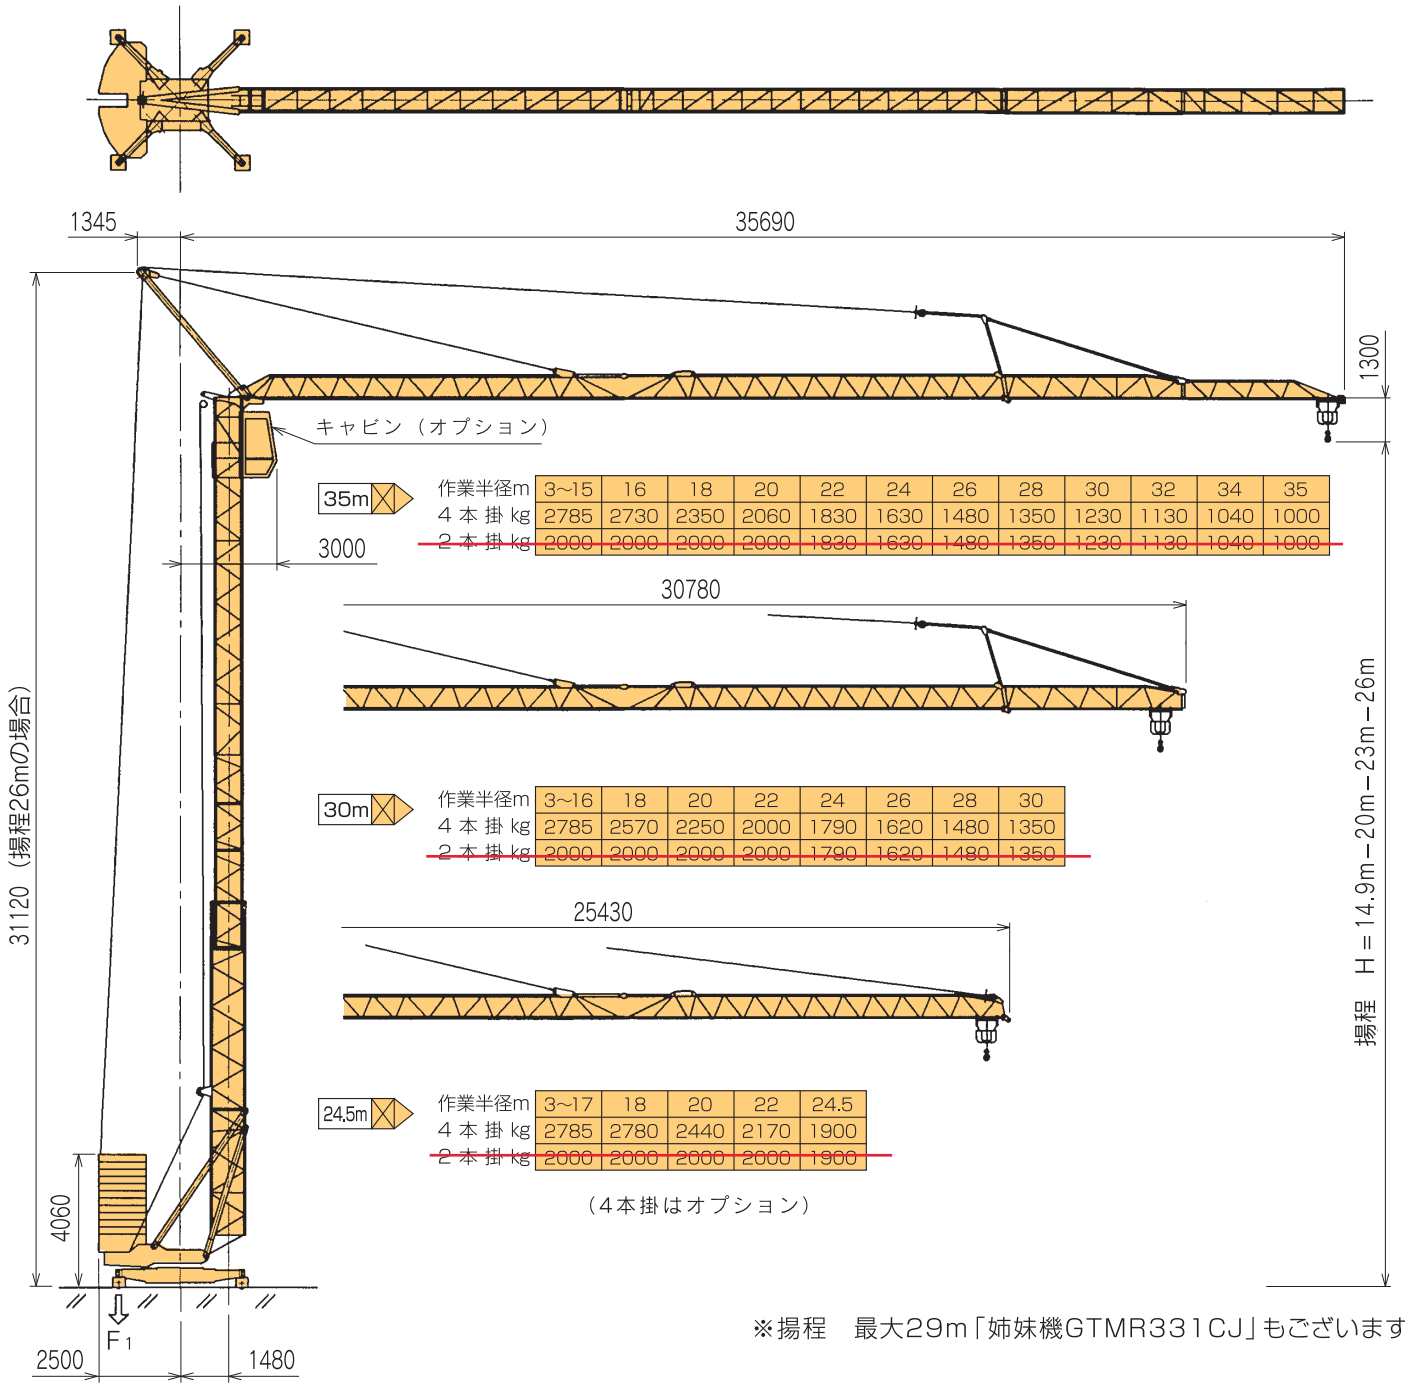 1345
35690
1300
キャビン（オプション）
35m
作業半径m 3~15 16 18 20 22 24 26 28 30 32 34 35
4本掛kg 2785 2730 2350 2060 1830 1630 1480 1350 1230 1130 1040 1000
2本掛kg 2000 2000 2000 2000 1830 1630 1480 1350 1230 1130 1040 1000
3000
30780
31120（揚程26mの場合）
揚程 H=14.9m－20m－23m－26m
30m
作業半径m 3~16 18 20 22 24 26 28 30
4本掛kg 2785 2570 2250 2000 1790 1620 1480 1350
2本掛kg 2000 2000 2000 2000 1790 1620 1480 1350
25430
24.5m
作業半径m 3~17 18 20 22 24.5
4本掛kg 2785 2780 2440 2170 1900
2本掛kg 2000 2000 2000 2000 1900
（4本掛はオプション）
4060
F1
2500
1480
※揚程　最大29m「姉妹機GTMR331CJ」もございます